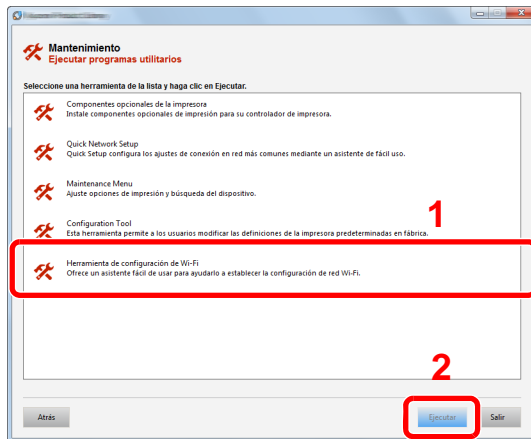 Mantenimiento
Ejecutar programas utilitarios
Seleccione una herramienta de la lista y haga clic en Ejecutar.
Componentes opcionales de la impresora
Instale componentes opcionales de impresión para su controlador de impresora.
Quick Network Setup
Quick Setup configura los ajustes de conexión en red más comunes mediante un asistente de fácil uso.
Maintenance Menu
Ajuste opciones de impresión y búsqueda del dispositivo.
1
Configuration Tool
Esta herramienta permite a los usuarios modificar las definiciones de la impresora predeterminadas en fábrica.
Herramienta de configuración de Wi-Fi
Ofrece un asistente fácil de usar para ayudarlo a establecer la configuración de red Wi-Fi.
2
Atrás Ejecutar Salir